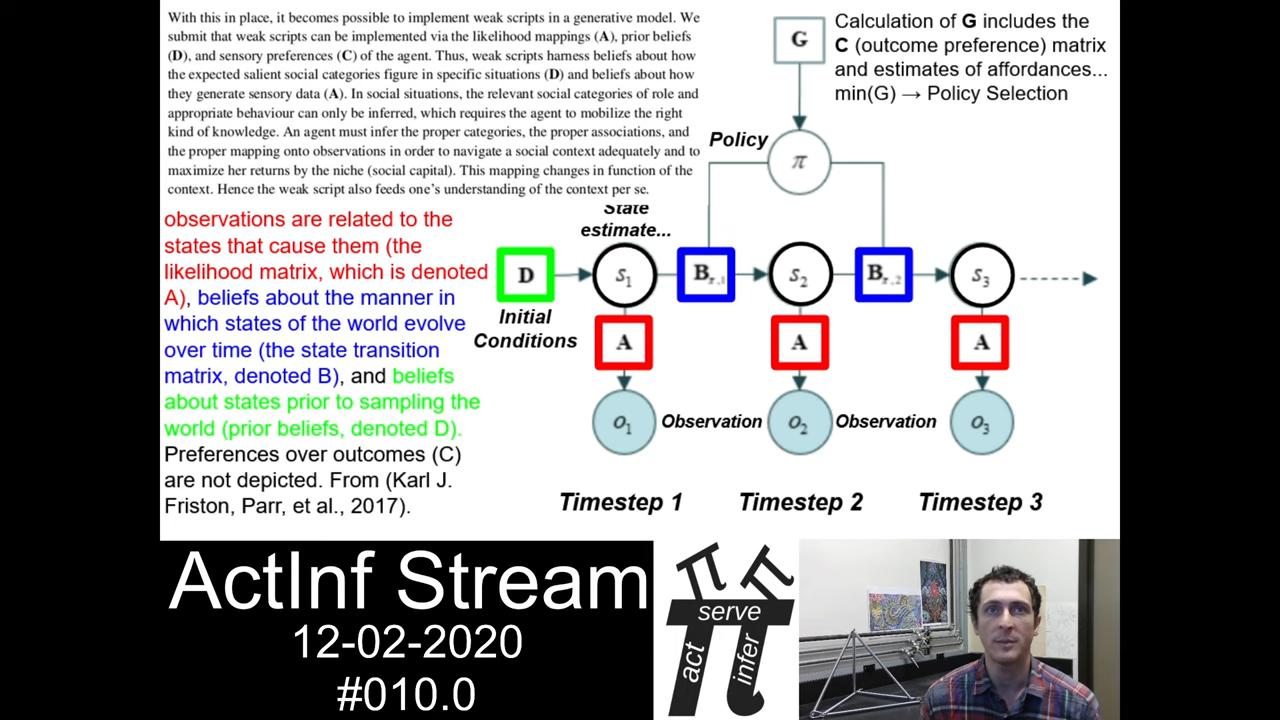 With this in place, it becomes possible to implement weak scripts in a generative model. We
submit that weak scripts can be implemented via the likelihood mappings (A), prior beliefs
(D), and sensory preferences (C) of the agent. Thus, weak scripts harness beliefs about how
the expected salient social categories figure in specific situations (D) and beliefs about how
they generate sensory data (A). In social situations, the relevant social categories of role and
appropriate behaviour can only be inferred, which requires the agent to mobilize the right
kind of knowledge. An agent must infer the proper categories, the proper associations, and
the proper mapping onto observations in order to navigate a social context adequately and to
maximize her returns by the niche (social capital). This mapping changes in function of the
context. Hence the weak script also feeds one's understanding of the context per se.
G
Calculation of G includes the
C (outcome preference) matrix
and estimates of affordances...
min(G) → Policy Selection
Policy
π
observations are related to the
states that cause them (the
likelihood matrix, which is denoted
A), beliefs about the manner in
which states of the world evolve
over time (the state transition
matrix, denoted B), and beliefs
about states prior to sampling the
world (prior beliefs, denoted D).
Preferences over outcomes (C)
are not depicted. From (Karl J.
Friston, Parr, et al., 2017).
State
estimate...
D
s1
Bπ,1
s2
Bπ,2
s3
Initial
Conditions
A
A
A
o1
Observation
o2
Observation
o3
Timestep 1
Timestep 2
Timestep 3
ActInf Stream
12-02-2020
#010.0
π
π
serve
act
infer